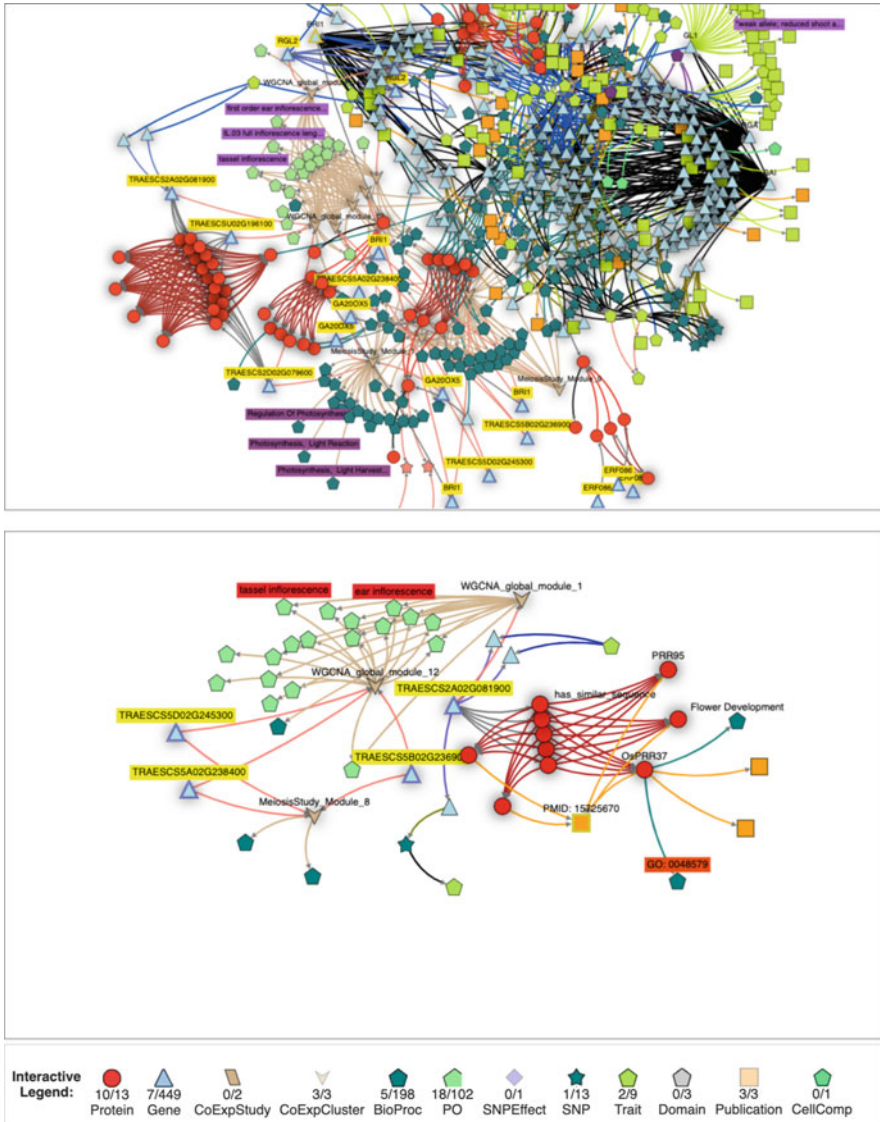 "weak allele; reduced shoot a...
BRI1
RGL2
GL1
RGL2
WGCNA_global_module
first order ear inflorescence...
IL.03 full inflorescence leng...
tassel inflorescence
TRAESCS2A02G081900
WGCNA_global_module
TRAESCSU02G196100
BRI1
TRAESCS5A02G238400
GA20OX5
GA20OX5
MeiosisStudy_Module
TRAESCS2D02G079600
GA20OX5
MeiosisStudy_Module
BRI1
Regulation Of Photosynthesi
TRAESCS5B02G236900
Photosynthesis, Light Reaction
TRAESCS5D02G245300
Photosynthesis, Light Harvest...
ERF086
BRI1
ERF086
tassel inflorescence
ear inflorescence
WGCNA_global_module_1
PRR95
WGCNA_global_module_12
TRAESCS2A02G081900
has_similar_sequence
Flower Development
TRAESCS5D02G245300
TRAESCS5B02G2369
OsPRR37
TRAESCS5A02G238400
MeiosisStudy_Module_8
PMID: 15725670
GO: 0048579
Interactive Legend:
10/13 Protein
7/449 Gene
0/2 CoExpStudy
3/3 CoExpCluster
5/198 BioProc
18/102 PO
0/1 SNPEffect
1/13 SNP
2/9 Trait
0/3 Domain
3/3 Publication
0/1 CellComp